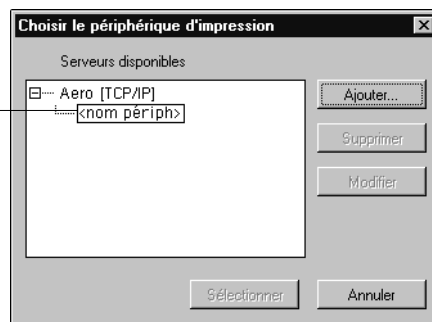 Choisir le périphérique d'impression
Serveurs disponibles
Aero [TCP/IP]
<nom périph>
Ajouter...
Supprimer
Modifier
Sélectionner
Annuler